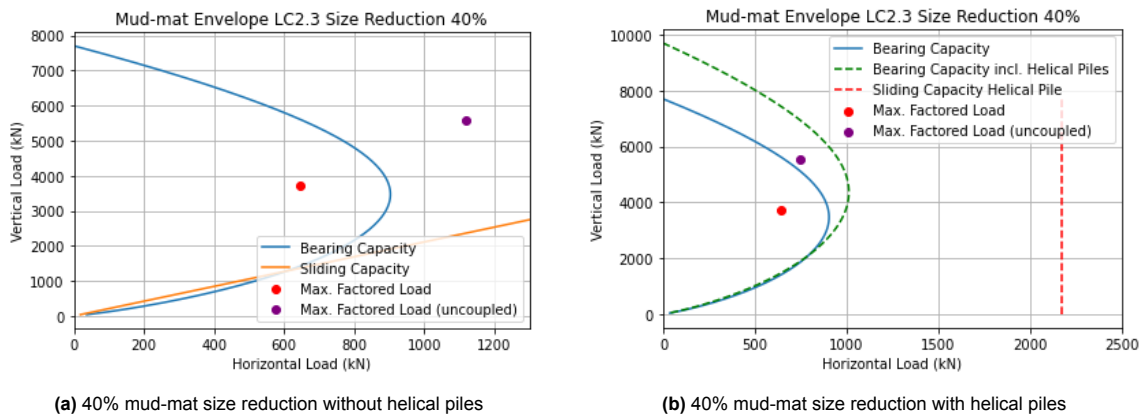 Mud-mat Envelope LC2.3 Size Reduction 40%
8000
7000
6000
5000
4000
3000
2000
1000
0
Vertical Load (kN)
Bearing Capacity
Sliding Capacity
Max. Factored Load
Max. Factored Load (uncoupled)
0 200 400 600 800 1000 1200
Horizontal Load (kN)
(a) 40% mud-mat size reduction without helical piles
Mud-mat Envelope LC2.3 Size Reduction 40%
10000
8000
6000
4000
2000
0
Vertical Load (kN)
Bearing Capacity
Bearing Capacity incl. Helical Piles
Sliding Capacity Helical Pile
Max. Factored Load
Max. Factored Load (uncoupled)
0 500 1000 1500 2000 2500
Horizontal Load (kN)
(b) 40% mud-mat size reduction with helical piles